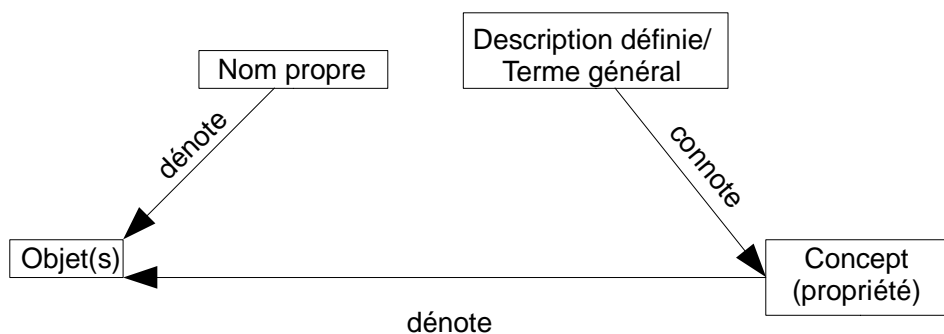 Nom propre
Description définie/
Terme général
dénote
connote
Objet(s)
Concept
(propriété)
dénote